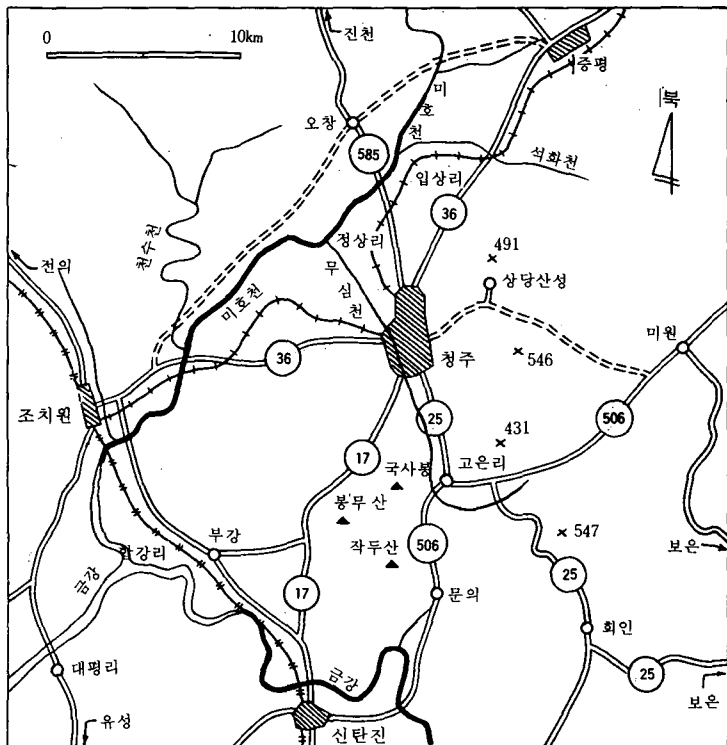 0 10km
진천
증평
북
오창
미호천
585
석화천
입상리
36
천수천
정상리
491
전의
무심천
상당산성
미호천
미원
청주
546
36
조치원
25
431
506
17
국사봉
고은리
봉무산
547
부강
작두산
506
보은
합강리
25
금강
17
문의
회인
대평리
금강
25
보은
유성
신탄진